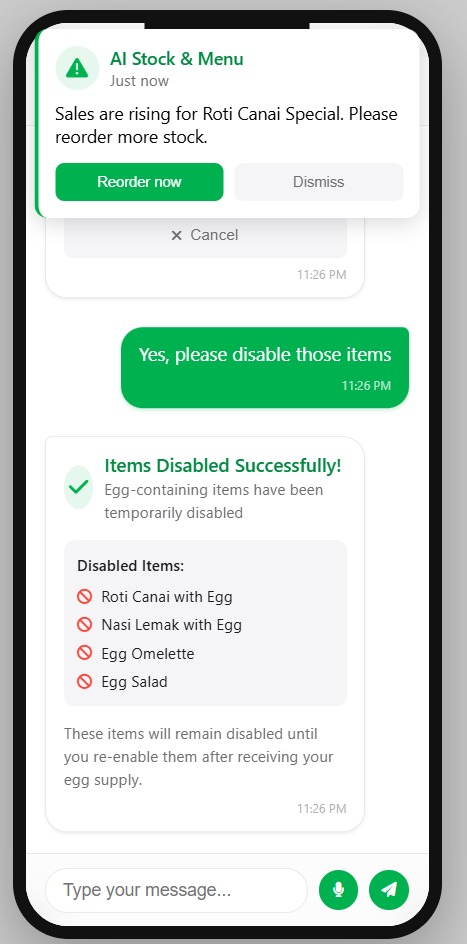 AI Stock & Menu
Just now
Sales are rising for Roti Canai Special. Please
reorder more stock.
Reorder now
Dismiss
Cancel
11:26 PM
Yes, please disable those items
11:26 PM
Items Disabled Successfully!
Egg-containing items have been
temporarily disabled
Disabled Items:
Roti Canai with Egg
Nasi Lemak with Egg
Egg Omelette
Egg Salad
These items will remain disabled until
you re-enable them after receiving your
egg supply.
11:26 PM
Type your message...